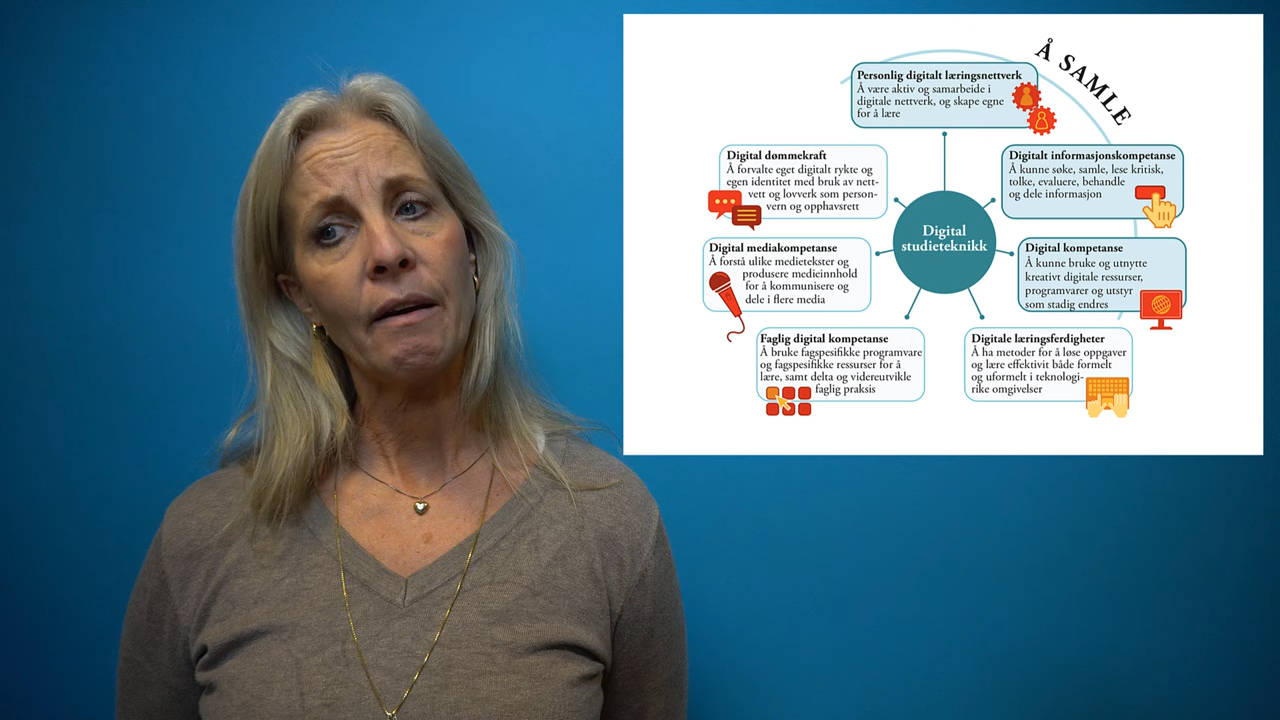 Å SAMLE
Personlig digitalt læringsnettverk
Å være aktiv og samarbeide i
digitale nettverk, og skape egne
for å lære
Digital dømmekraft
Å forvalte eget digitalt rykte og
egen identitet med bruk av nett-
vett og lovverk som person-
vern og opphavsrett
Digitalt informasjonskompetanse
Å kunne søke, samle, lese kritisk,
tolke, evaluere, behandle
og dele informasjon
Digital
studieteknikk
Digital mediakompetanse
Å forstå ulike medietekster og
produsere medieinnhold
for å kommunisere og
dele i flere media
Digital kompetanse
Å kunne bruke og utnytte
kreativt digitale ressurser,
programvarer og utstyr
som stadig endres
Faglig digital kompetanse
Å bruke fagspesifikke programvare
og fagspesifikke ressurser for å
lære, samt delta og videreutvikle
faglig praksis
Digitale læringsferdigheter
Å ha metoder for å løse oppgaver
og lære effektivit både formelt
og uformelt i teknologi-
rike omgivelser